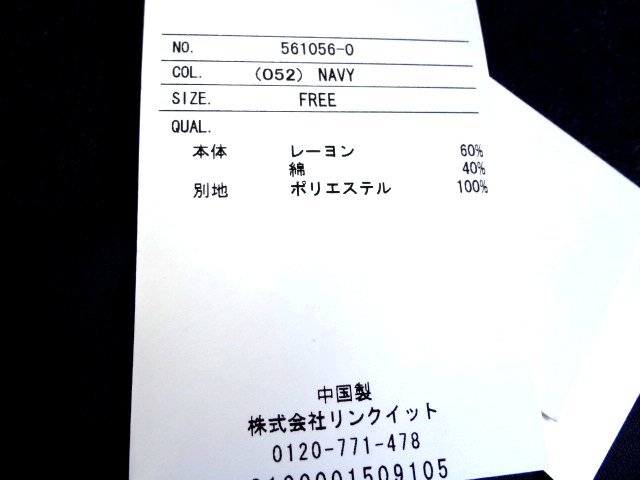 NO. 561056-0
COL. (052) NAVY
SIZE. FREE
QUAL.
本体 レーヨン 60%
綿 40%
別地 ポリエステル 100%
中国製
株式会社リンクイット
0120-771-478